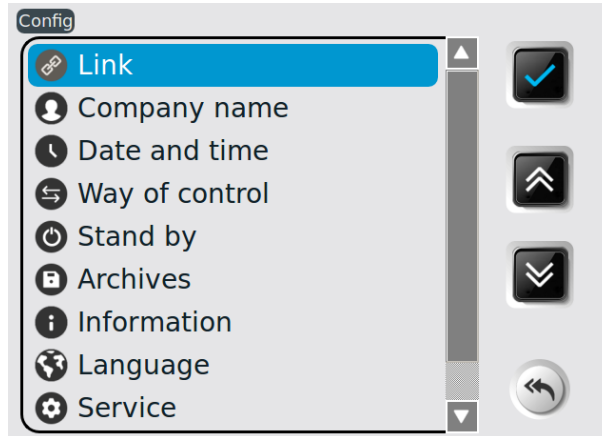 Config
Link
Company name
Date and time
Way of control
Stand by
Archives
Information
Language
Service